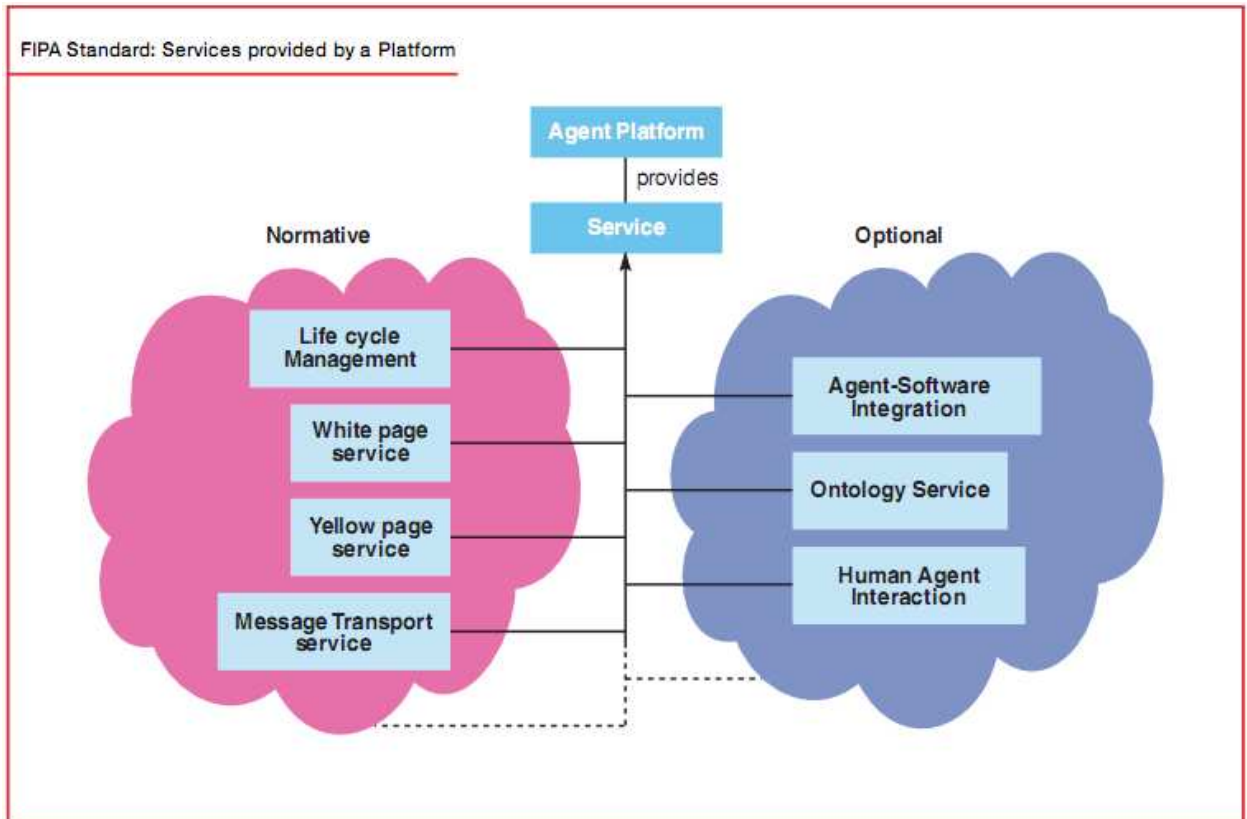 FIPA Standard: Services provided by a Platform
Agent Platform
provides
Service
Normative
Optional
Life cycle
Management
White page
service
Yellow page
service
Message Transport
service
Agent-Software
Integration
Ontology Service
Human Agent
Interaction